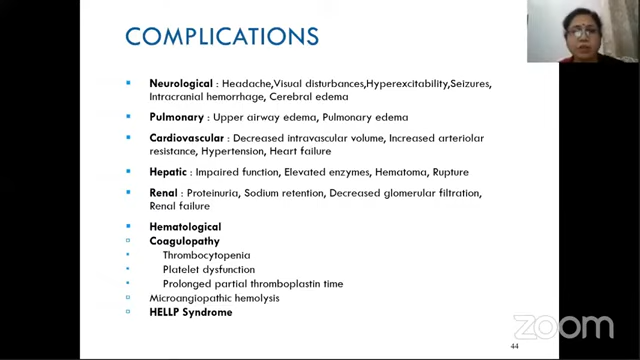 COMPLICATIONS
Neurological : Headache,Visual disturbances,Hyperexcitability,Seizures,
Intracranial hemorrhage, Cerebral edema
Pulmonary : Upper airway edema, Pulmonary edema
Cardiovascular : Decreased intravascular volume, Increased arteriolar
resistance, Hypertension, Heart failure
Hepatic : Impaired function, Elevated enzymes, Hematoma, Rupture
Renal : Proteinuria, Sodium retention, Decreased glomerular filtration,
Renal failure
Hematological
Coagulopathy
Thrombocytopenia
Platelet dysfunction
Prolonged partial thromboplastin time
Microangiopathic hemolysis
HELLP Syndrome
zoom
44